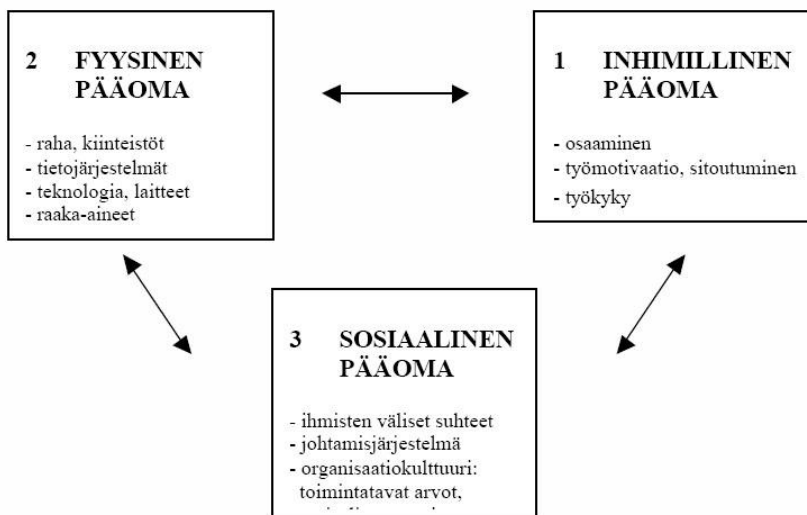 2 FYYSINEN
PÄÄOMA
- raha, kiinteistöt
- tietojärjestelmät
- teknologia, laitteet
- raaka-aineet
1 INHIMILLINEN
PÄÄOMA
- osaaminen
- työmotivaatio, sitoutuminen
- työkyky
3 SOSIAALINEN
PÄÄOMA
- ihmisten väliset suhteet
- johtamisjärjestelmä
- organisaatiokulttuuri:
toimintatavat arvot,